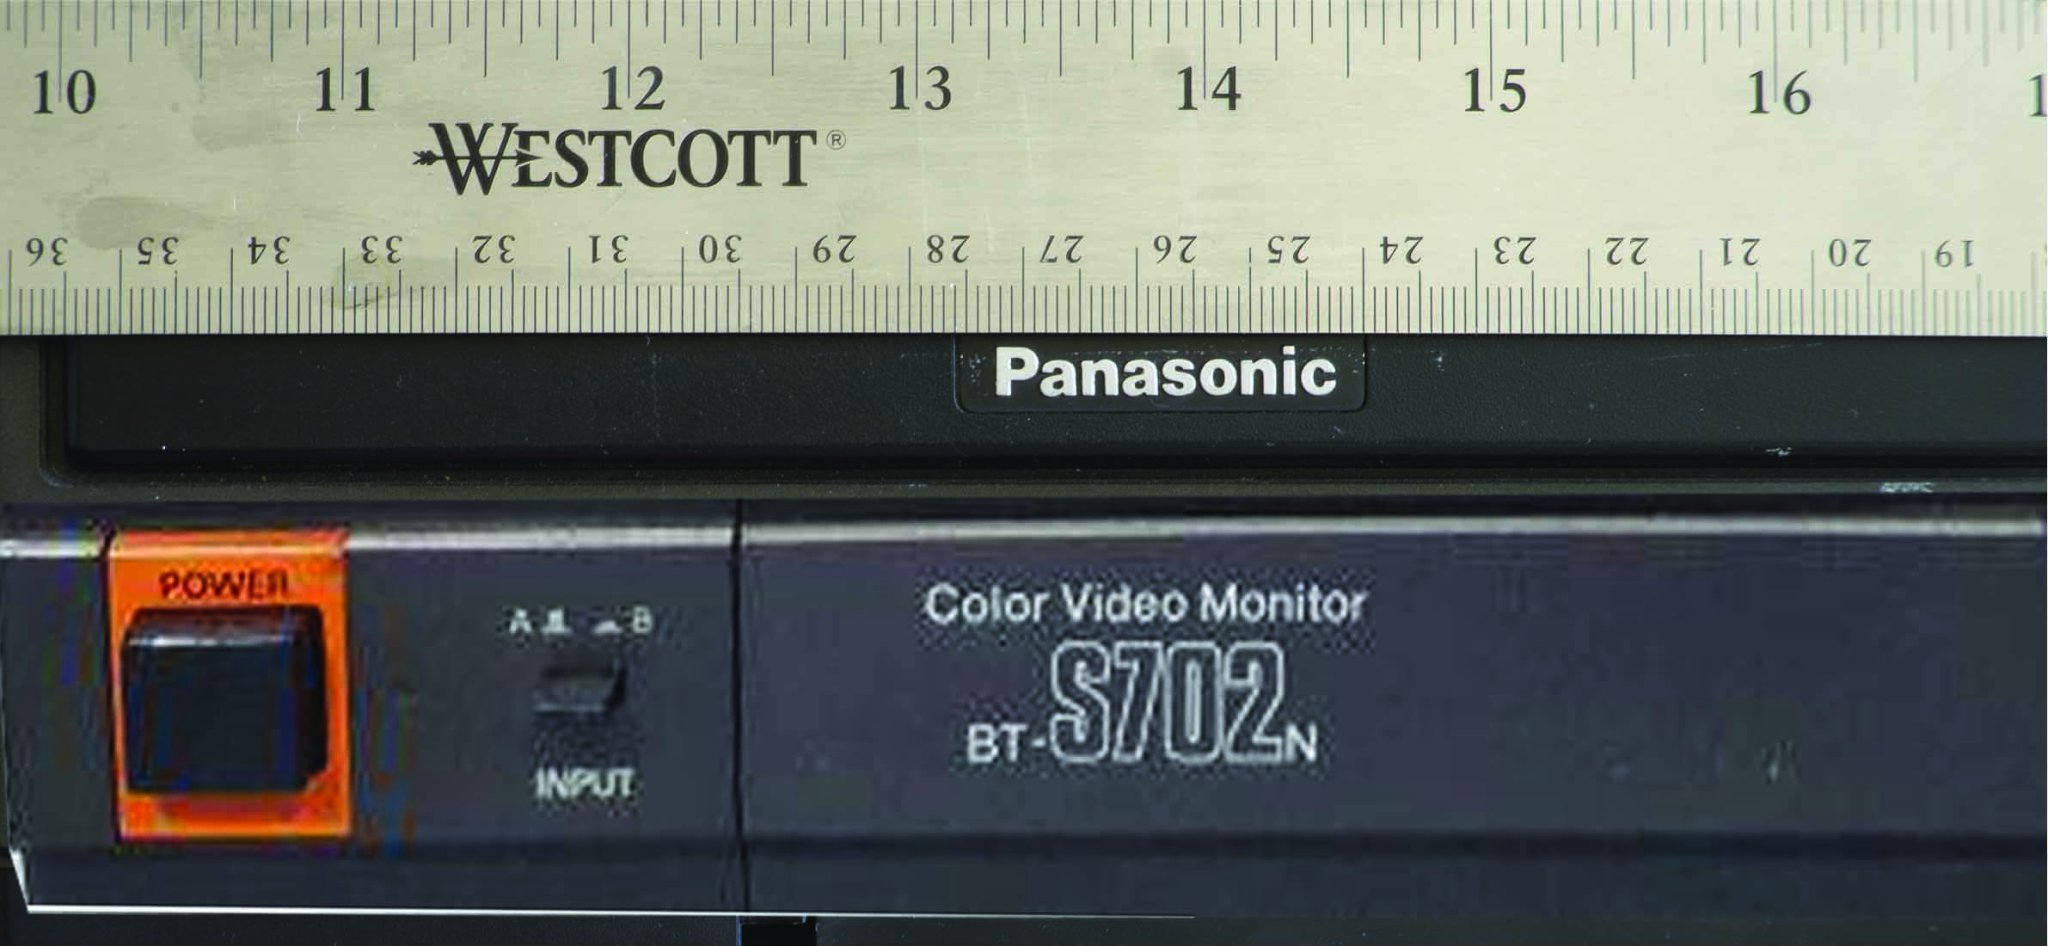 10 11 12 13 14 15 16 1
WESTCOTT®
36 35 34 33 32 31 30 29 28 27 26 25 24 23 22 21 20 19
Panasonic
POWER
A B
INPUT
Color Video Monitor
BT-S702N